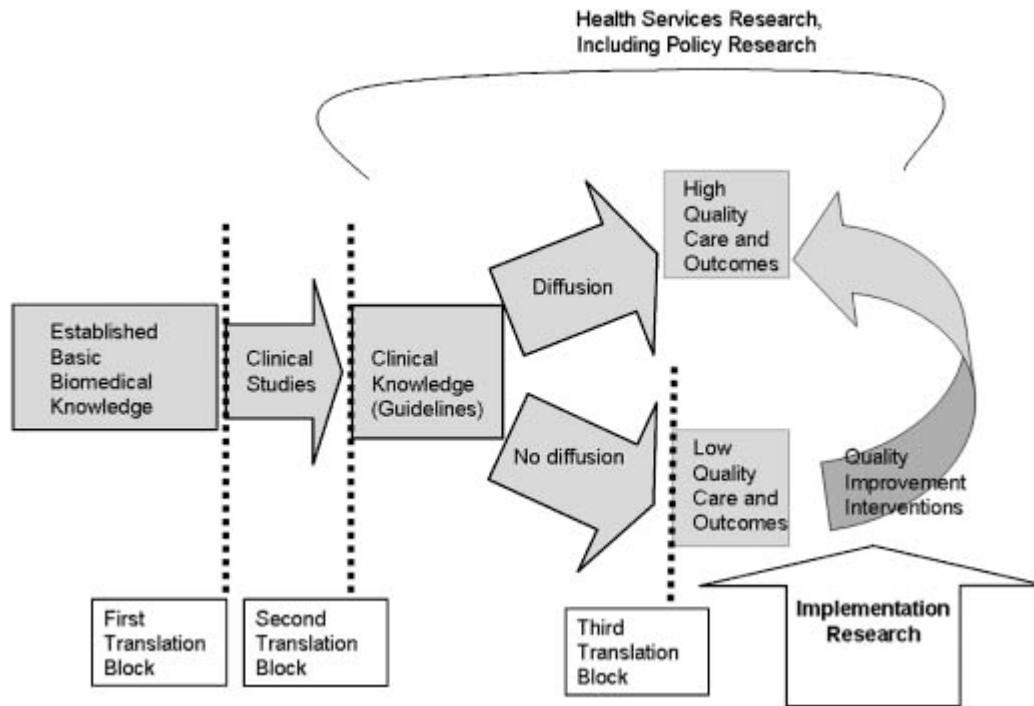 Health Services Research,
Including Policy Research
High
Quality
Care and
Outcomes
Diffusion
Established
Basic
Biomedical
Knowledge
Clinical
Studies
Clinical
Knowledge
(Guidelines)
No diffusion
Low
Quality
Care and
Outcomes
Quality
Improvement
Interventions
First
Translation
Block
Second
Translation
Block
Third
Translation
Block
Implementation
Research